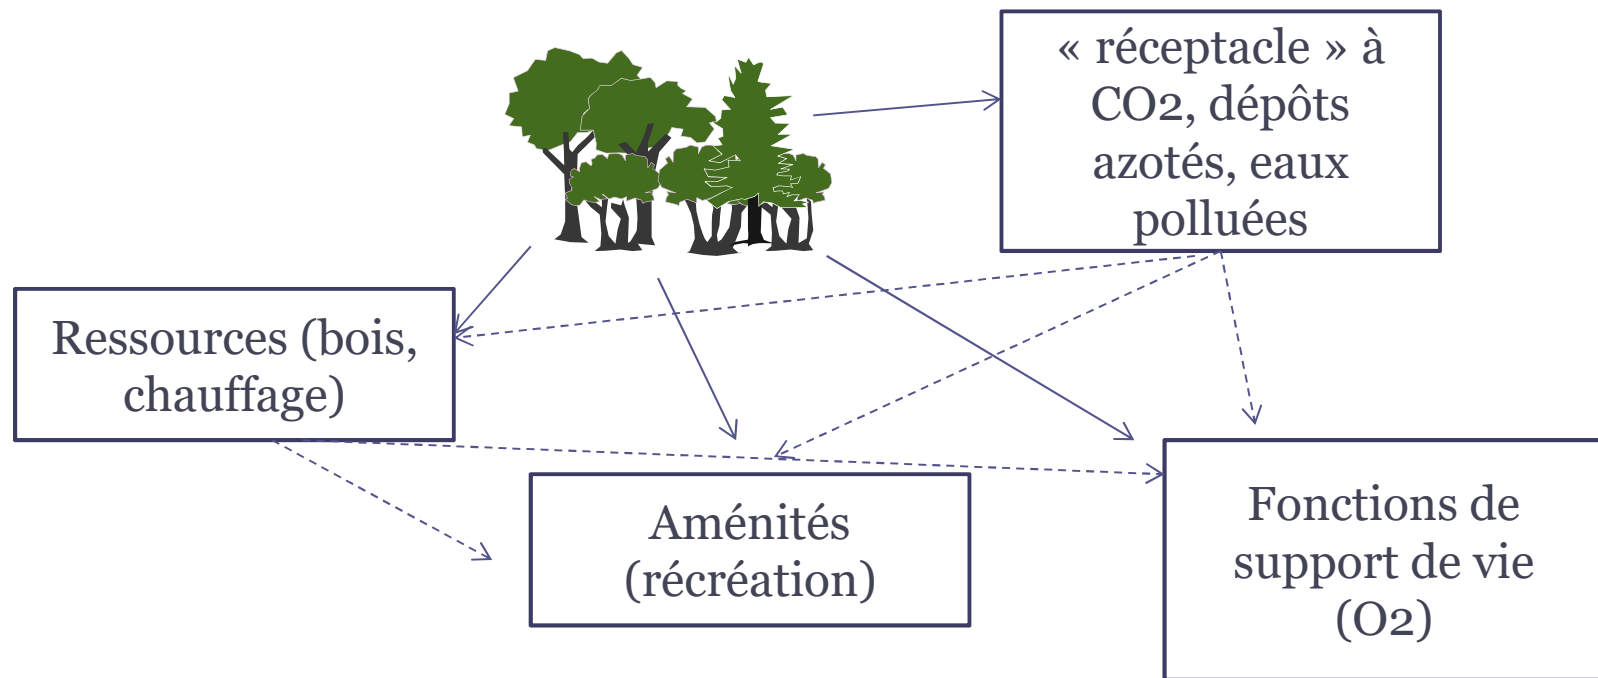 « réceptacle » à
CO2, dépôts
azotés, eaux
polluées
Ressources (bois,
chauffage)
Aménités
(récréation)
Fonctions de
support de vie
(O2)